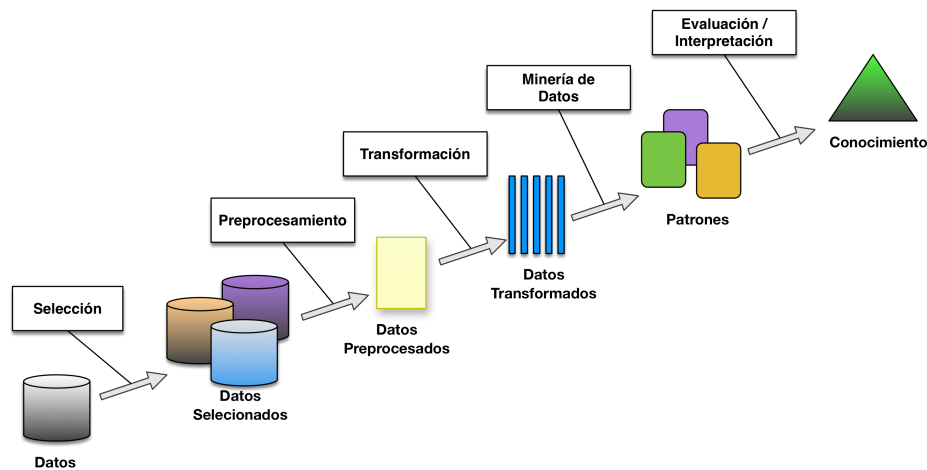 Evaluación /
Interpretación
Minería de
Datos
Conocimiento
Transformación
Patrones
Preprocesamiento
Datos
Transformados
Selección
Datos
Preprocesados
Datos
Selecionados
Datos